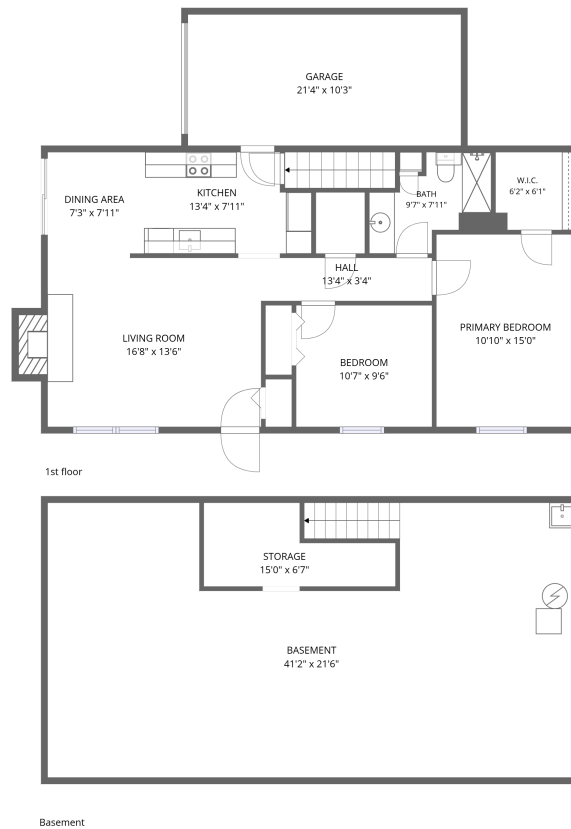 GARAGE
21'4" x 10'3"
DINING AREA
7'3" x 7'11"
KITCHEN
13'4" x 7'11"
BATH
9'7" x 7'11"
W.I.C.
6'2" x 6'1"
HALL
13'4" x 3'4"
LIVING ROOM
16'8" x 13'6"
BEDROOM
10'7" x 9'6"
PRIMARY BEDROOM
10'10" x 15'0"
1st floor
STORAGE
15'0" x 6'7"
BASEMENT
41'2" x 21'6"
Basement